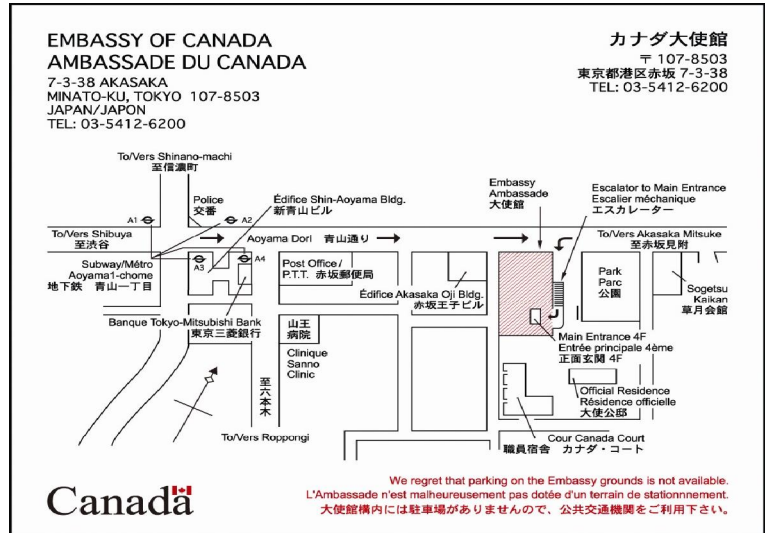 EMBASSY OF CANADA
AMBASSADE DU CANADA
7-3-38 AKASAKA
MINATO-KU, TOKYO 107-8503
JAPAN/JAPON
TEL: 03-5412-6200
カナダ大使館
〒107-8503
東京都港区赤坂 7-3-38
TEL: 03-5412-6200
To/Vers Shinano-machi
至信濃町
Police
交番
Édifice Shin-Aoyama Bldg.
新青山ビル
Embassy
Ambassade
大使館
Escalator to Main Entrance
Escalier méchanique
エスカレーター
A1
A2
To/Vers Shibuya
至渋谷
Aoyama Dori 青山通り
To/Vers Akasaka Mitsuke
至赤坂見附
Subway/Métro
Aoyama1-chome
地下鉄 青山一丁目
A3
A4
Post Office /
P.T.T. 赤坂郵便局
Édifice Akasaka Oji Bldg.
赤坂王子ビル
Park
Parc
公園
Sogetsu
Kaikan
草月会館
Banque Tokyo-Mitsubishi Bank
東京三菱銀行
山王
病院
Clinique
Sanno
Clinic
Main Entrance 4F
Entrée principale 4ème
正面玄関 4F
至六本木
To/Vers Roppongi
Official Residence
Résidence officielle
大使公邸
Cour Canada Court
職員宿舎 カナダ・コート
Canada
We regret that parking on the Embassy grounds is not available.
L'Ambassade n'est malheureusement pas dotée d'un terrain de stationnnement.
大使館構内には駐車場がありませんので、公共交通機関をご利用下さい。